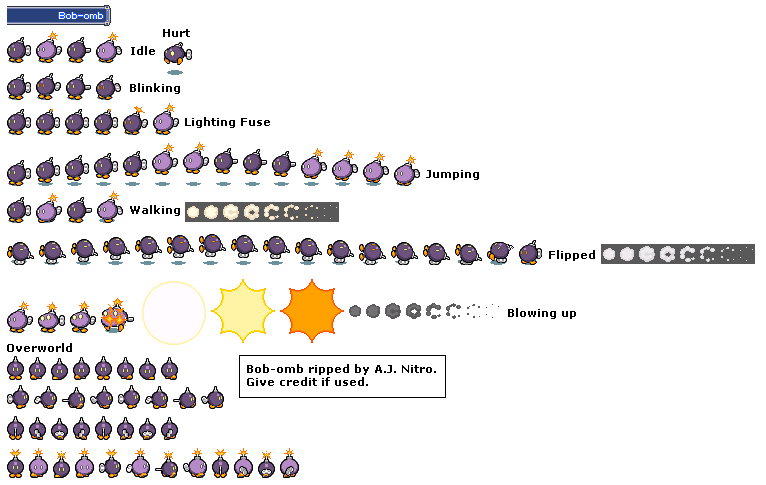 Bob-omb
Hurt
Idle
Blinking
Lighting Fuse
Jumping
Walking
Flipped
Blowing up
Overworld
Bob-omb ripped by A.J. Nitro.
Give credit if used.